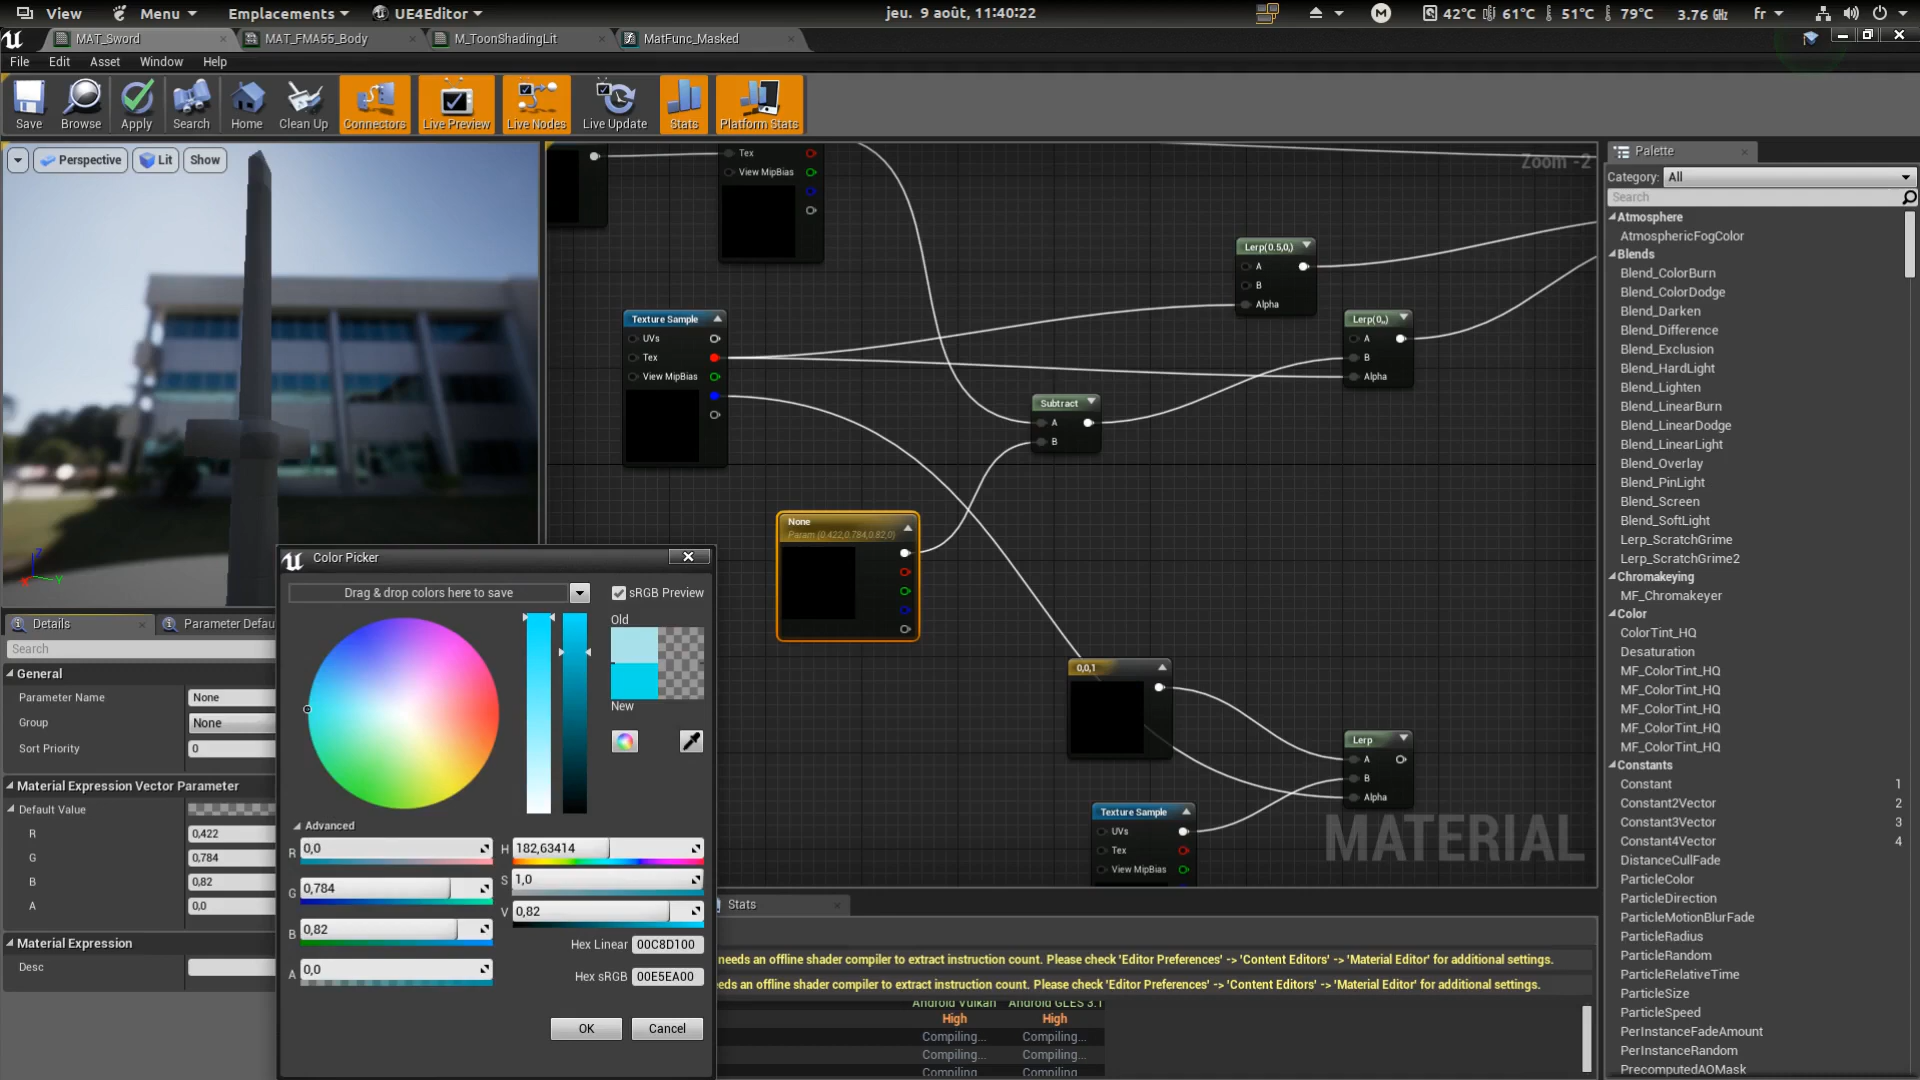 View Menu Emplacements UE4Editor jeu. 9 août, 11:40:22 M 42°C 61°C 51°C 79°C 3.76 GHz fr
MAT_Sword MAT_FMA55_Body M_ToonShadingLit MatFunc_Masked
File Edit Asset Window Help
Save Browse Apply Search Home Clean Up Connectors Live Preview Live Nodes Live Update Stats Platform Stats
Perspective Lit Show
Zoom -2
Tex
View MipBias
Texture Sample
UVs
Tex
View MipBias
Lerp(0.5,0,)
A
B
Alpha
Lerp(0,,)
A
B
Alpha
Subtract
A
B
None
Param (0,422,0,784,0,82,0)
0,0,1
Lerp
A
B
Alpha
Texture Sample
UVs
Tex
View MipBias
MATERIAL
Details
Search
General
Parameter Name None
Group None
Sort Priority 0
Material Expression Vector Parameter
Default Value
R 0,422
G 0,784
B 0,82
A 0,0
Material Expression
Desc
Color Picker
Drag & drop colors here to save
sRGB Preview
Old
New
Advanced
R 0,0
G 0,784
B 0,82
A 0,0
H 182,63414
S 1,0
V 0,82
Hex Linear 00C8D100
Hex sRGB 00E5EA00
OK Cancel
Stats
needs an offline shader compiler to extract instruction count. Please check 'Editor Preferences' -> 'Content Editors' -> 'Material Editor' for additional settings.
eeds an offline shader compiler to extract instruction count. Please check 'Editor Preferences' -> 'Content Editors' -> 'Material Editor' for additional settings.
Android Vulkan Android GLES 3.1
High High
Compiling... Compiling...
Compiling... Compiling...
Compiling... Compiling...
Palette
Category: All
Search
Atmosphere
AtmosphericFogColor
Blends
Blend_ColorBurn
Blend_ColorDodge
Blend_Darken
Blend_Difference
Blend_Exclusion
Blend_HardLight
Blend_Lighten
Blend_LinearBurn
Blend_LinearDodge
Blend_LinearLight
Blend_Overlay
Blend_PinLight
Blend_Screen
Blend_SoftLight
Lerp_ScratchGrime
Lerp_ScratchGrime2
Chromakeying
MF_Chromakeyer
Color
ColorTint_HQ
Desaturation
MF_ColorTint_HQ
MF_ColorTint_HQ
MF_ColorTint_HQ
MF_ColorTint_HQ
MF_ColorTint_HQ
Constants
Constant 1
Constant2Vector 2
Constant3Vector 3
Constant4Vector 4
DistanceCullFade
ParticleColor
ParticleDirection
ParticleMotionBlurFade
ParticleRadius
ParticleRandom
ParticleRelativeTime
ParticleSize
ParticleSpeed
PerInstanceFadeAmount
PerInstanceRandom
PrecomputedAOMask